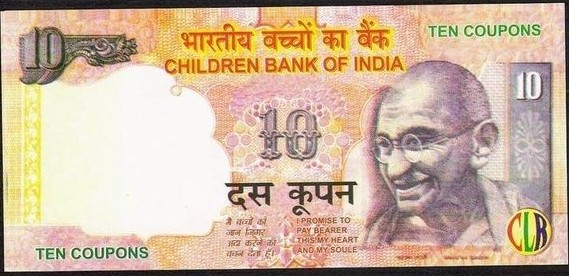 10
भारतीय बच्चों का बैंक
CHILDREN BANK OF INDIA
TEN COUPONS
10
10
दस कूपन
मैं बच्चों को
जान जिगर
अदा करने का
वचन देता हूँ।
I PROMISE TO
PAY BEARER
THIS MY HEART
AND MY SOULE
TEN COUPONS
CLB